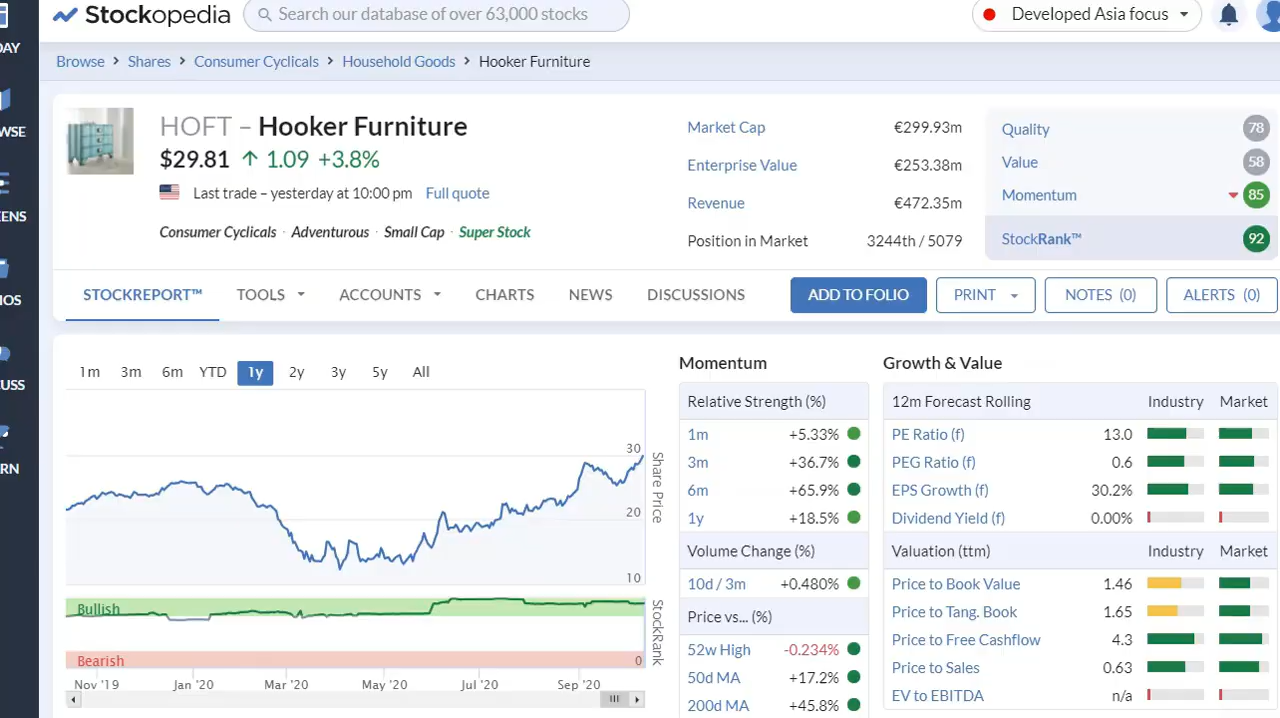 Stockopedia
Search our database of over 63,000 stocks
Developed Asia focus
DAY
WSE
ENS
IOS
USS
RN
Browse > Shares > Consumer Cyclicals > Household Goods > Hooker Furniture
HOFT – Hooker Furniture
$29.81 ↑ 1.09 +3.8%
Last trade – yesterday at 10:00 pm Full quote
Consumer Cyclicals · Adventurous · Small Cap · Super Stock
Market Cap €299.93m
Enterprise Value €253.38m
Revenue €472.35m
Position in Market 3244th / 5079
Quality 78
Value 58
Momentum 85
StockRank™ 92
STOCKREPORT™ TOOLS ACCOUNTS CHARTS NEWS DISCUSSIONS ADD TO FOLIO PRINT NOTES (0) ALERTS (0)
1m 3m 6m YTD 1y 2y 3y 5y All
30
20
10
Share Price
Bullish
Bearish
0
StockRank
Nov '19 Jan '20 Mar '20 May '20 Jul '20 Sep '20
Momentum
Relative Strength (%)
1m +5.33%
3m +36.7%
6m +65.9%
1y +18.5%
Volume Change (%)
10d / 3m +0.480%
Price vs... (%)
52w High -0.234%
50d MA +17.2%
200d MA +45.8%
Growth & Value
12m Forecast Rolling Industry Market
PE Ratio (f) 13.0
PEG Ratio (f) 0.6
EPS Growth (f) 30.2%
Dividend Yield (f) 0.00%
Valuation (ttm) Industry Market
Price to Book Value 1.46
Price to Tang. Book 1.65
Price to Free Cashflow 4.3
Price to Sales 0.63
EV to EBITDA n/a